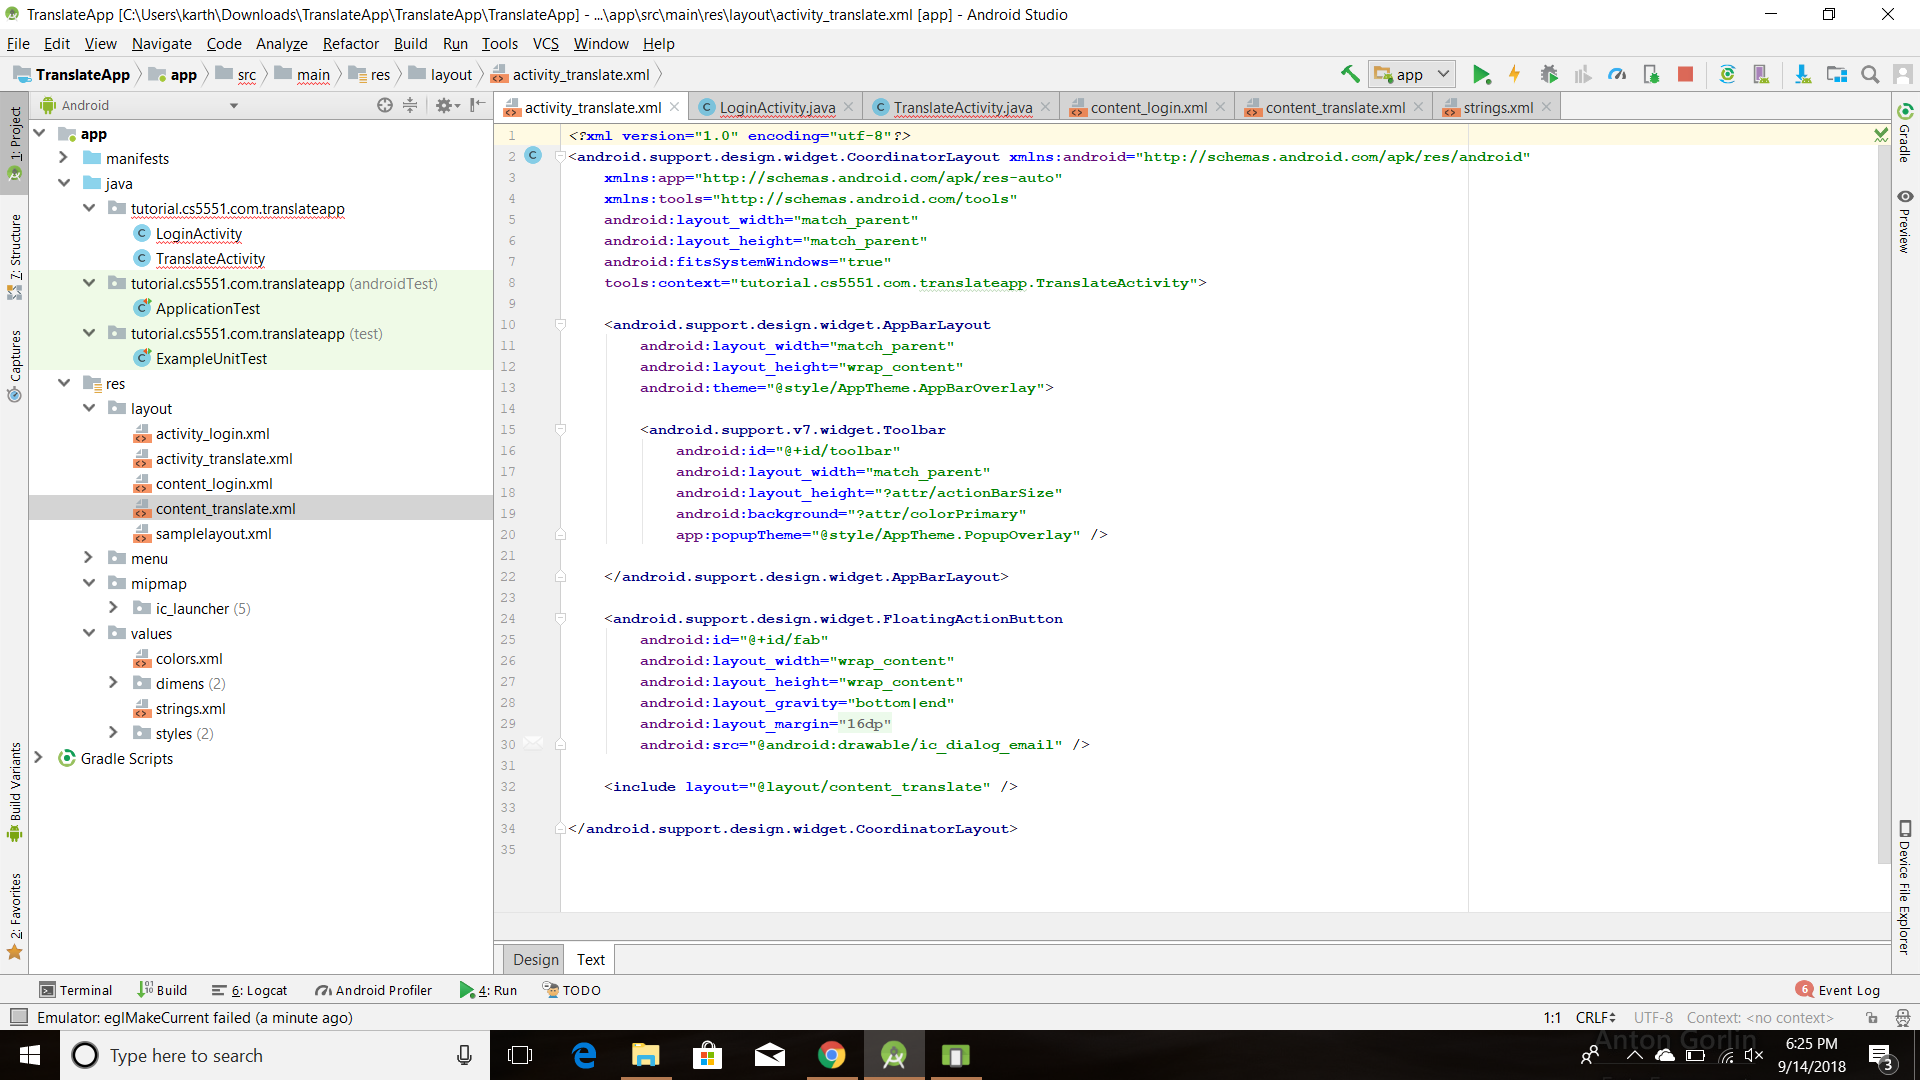 TranslateApp [C:\Users\karth\Downloads\TranslateApp\TranslateApp\TranslateApp] - ...\app\src\main\res\layout\activity_translate.xml [app] - Android Studio
File Edit View Navigate Code Analyze Refactor Build Run Tools VCS Window Help
TranslateApp app src main res layout activity_translate.xml
app
Android
activity_translate.xml LoginActivity.java TranslateActivity.java content_login.xml content_translate.xml strings.xml
1: Project
7: Structure
Captures
Build Variants
2: Favorites
app
manifests
java
tutorial.cs5551.com.translateapp
LoginActivity
TranslateActivity
tutorial.cs5551.com.translateapp (androidTest)
ApplicationTest
tutorial.cs5551.com.translateapp (test)
ExampleUnitTest
res
layout
activity_login.xml
activity_translate.xml
content_login.xml
content_translate.xml
samplelayout.xml
menu
mipmap
ic_launcher (5)
values
colors.xml
dimens (2)
strings.xml
styles (2)
Gradle Scripts
1 <?xml version="1.0" encoding="utf-8"?>
2 <android.support.design.widget.CoordinatorLayout xmlns:android="http://schemas.android.com/apk/res/android"
3 xmlns:app="http://schemas.android.com/apk/res-auto"
4 xmlns:tools="http://schemas.android.com/tools"
5 android:layout_width="match_parent"
6 android:layout_height="match_parent"
7 android:fitsSystemWindows="true"
8 tools:context="tutorial.cs5551.com.translateapp.TranslateActivity">
9
10 <android.support.design.widget.AppBarLayout
11 android:layout_width="match_parent"
12 android:layout_height="wrap_content"
13 android:theme="@style/AppTheme.AppBarOverlay">
14
15 <android.support.v7.widget.Toolbar
16 android:id="@+id/toolbar"
17 android:layout_width="match_parent"
18 android:layout_height="?attr/actionBarSize"
19 android:background="?attr/colorPrimary"
20 app:popupTheme="@style/AppTheme.PopupOverlay" />
21
22 </android.support.design.widget.AppBarLayout>
23
24 <android.support.design.widget.FloatingActionButton
25 android:id="@+id/fab"
26 android:layout_width="wrap_content"
27 android:layout_height="wrap_content"
28 android:layout_gravity="bottom|end"
29 android:layout_margin="16dp"
30 android:src="@android:drawable/ic_dialog_email" />
31
32 <include layout="@layout/content_translate" />
33
34 </android.support.design.widget.CoordinatorLayout>
35
Gradle
Preview
Device File Explorer
Design Text
Terminal Build 6: Logcat Android Profiler 4: Run TODO 6 Event Log
Emulator: eglMakeCurrent failed (a minute ago) 1:1 CRLF UTF-8 Context: <no context>
Anton Gorlin
Type here to search
6:25 PM
9/14/2018
3